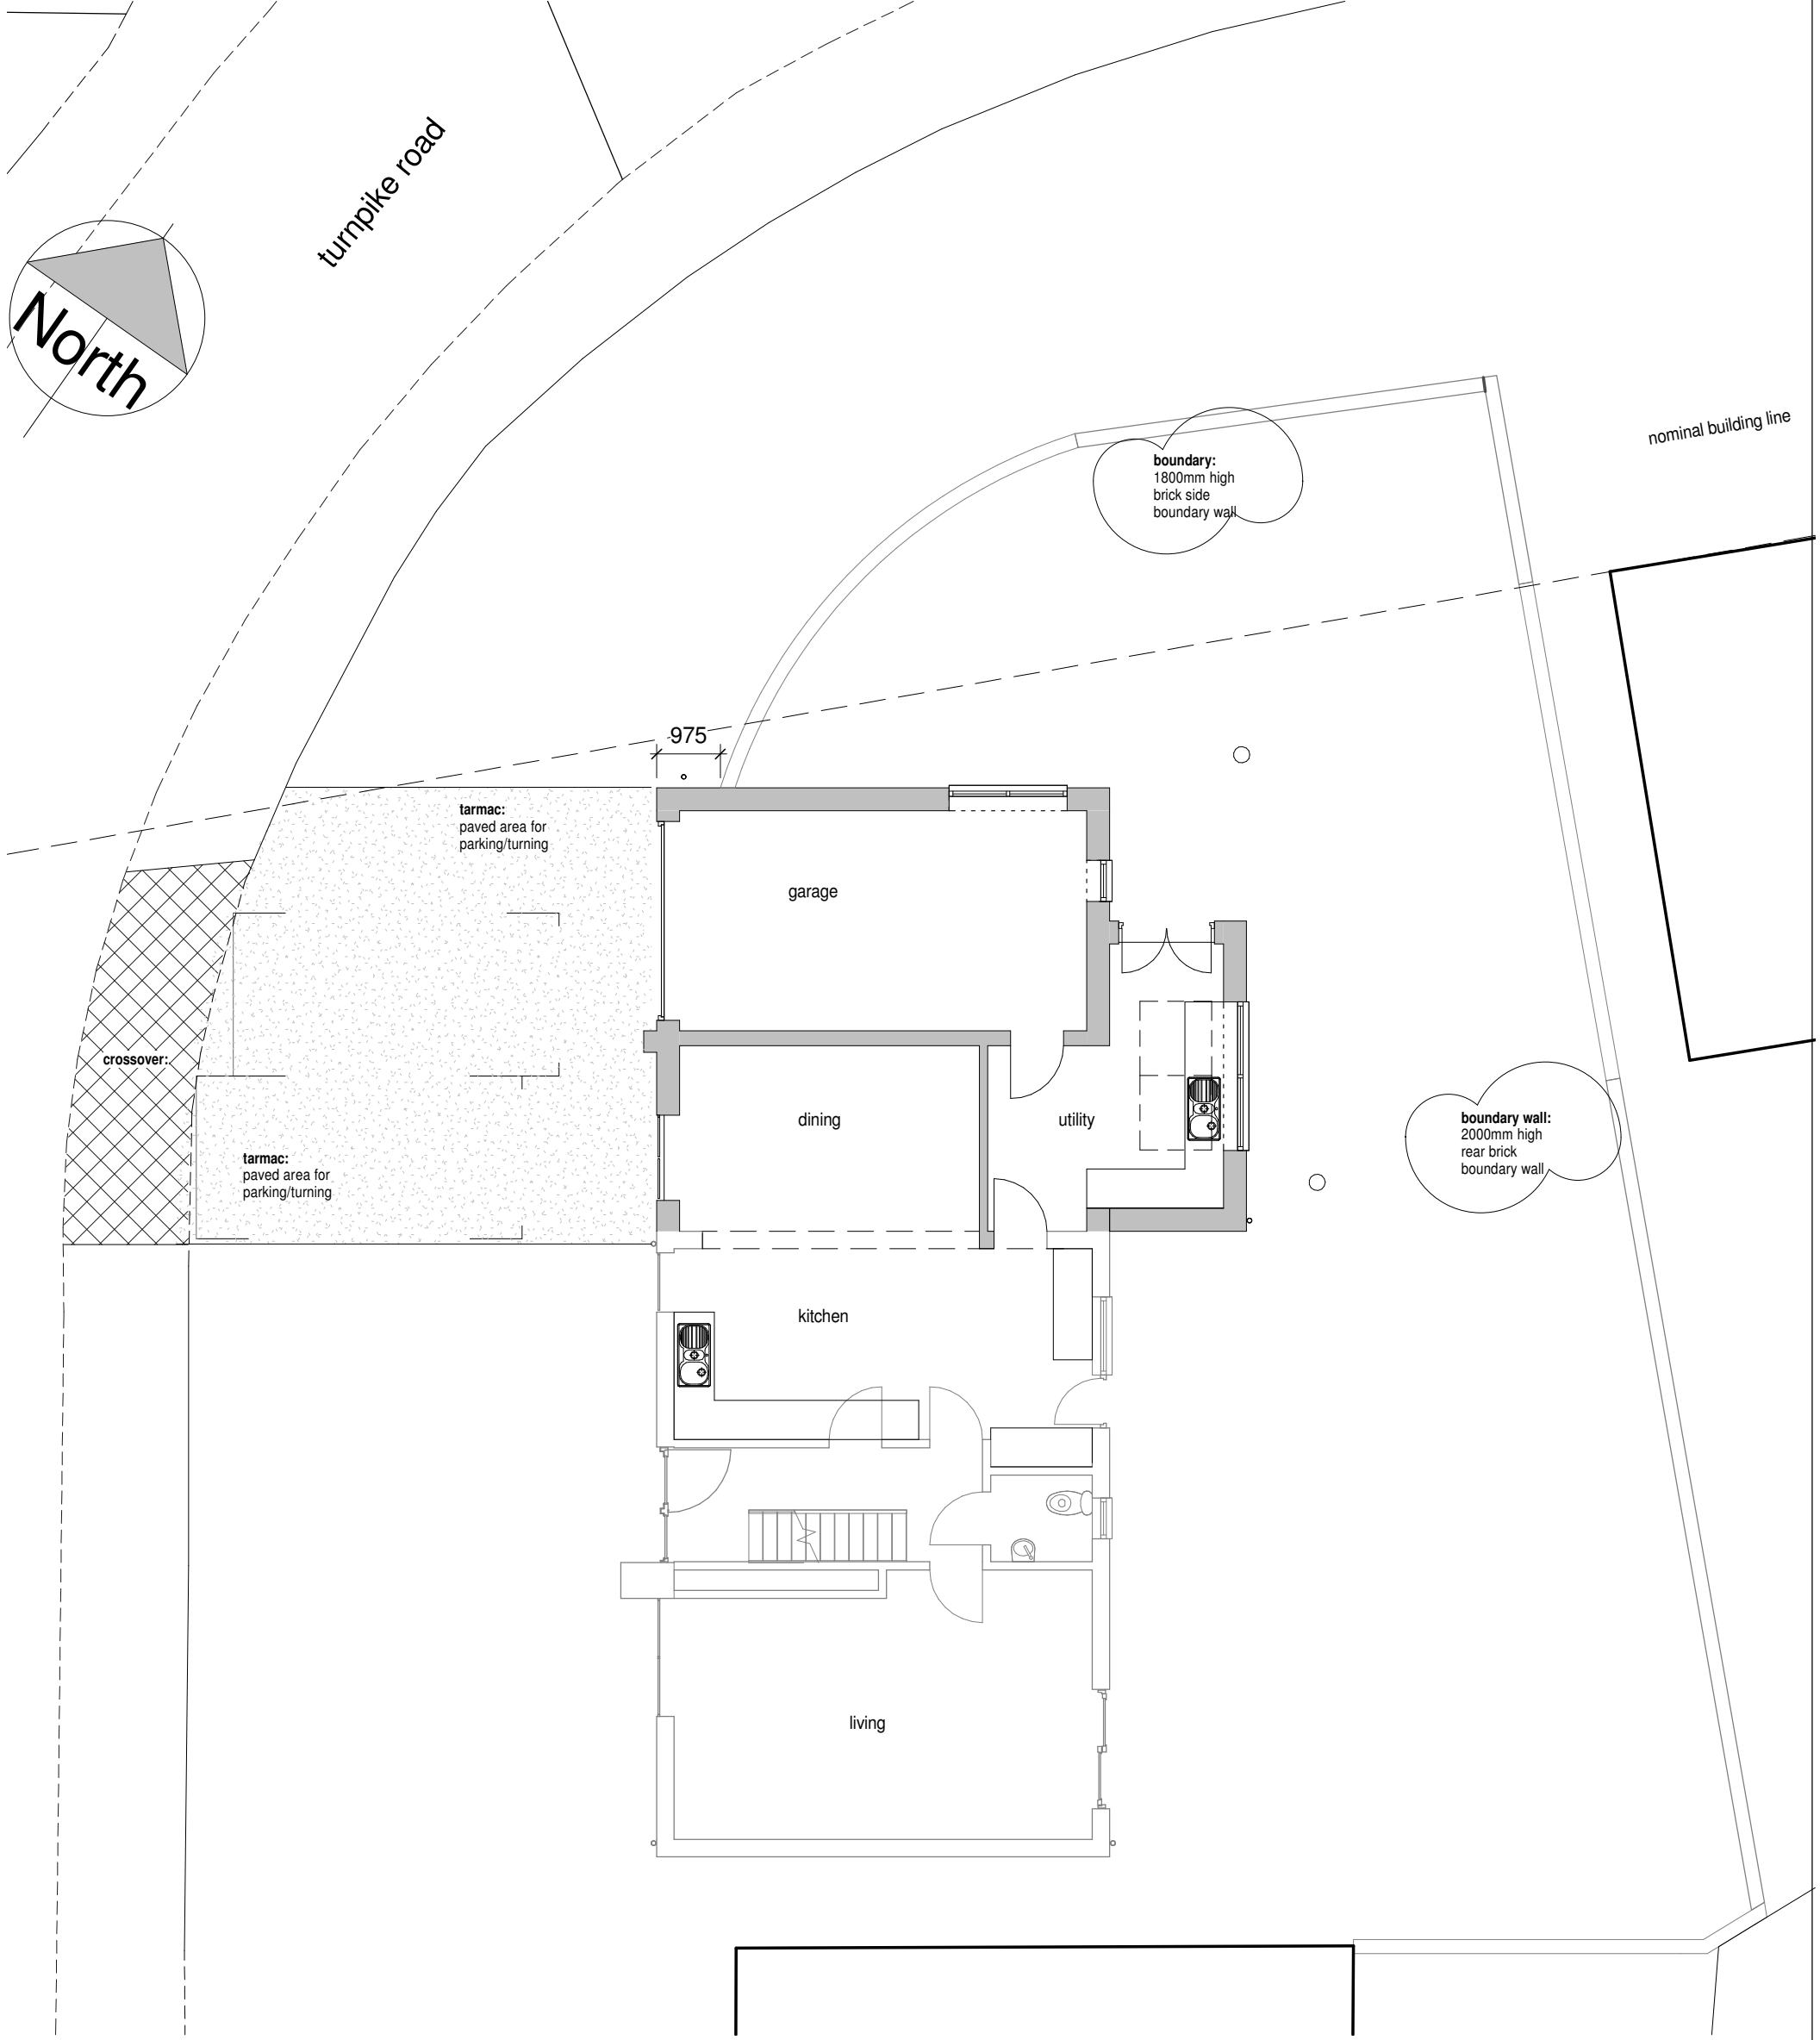 turnpike road
North
nominal building line
boundary:
1800mm high
brick side
boundary wall
975
tarmac:
paved area for
parking/turning
garage
crossover:
dining
utility
boundary wall:
2000mm high
rear brick
boundary wall
tarmac:
paved area for
parking/turning
kitchen
living